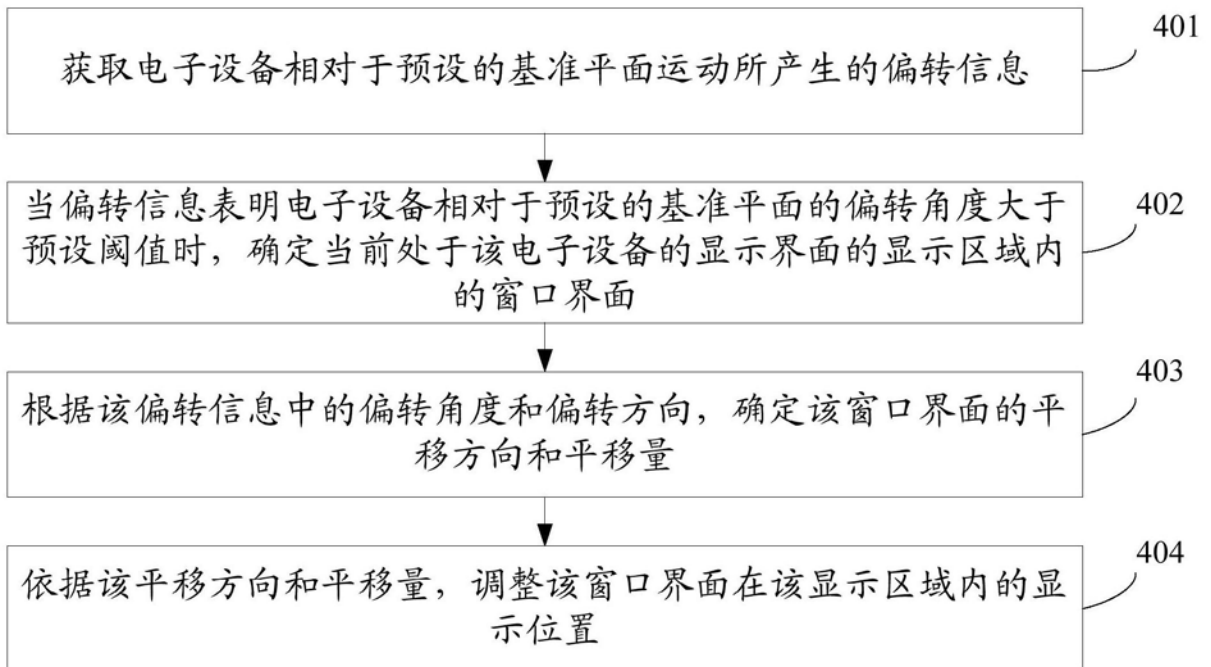 获取电子设备相对于预设的基准平面运动所产生的偏转信息
401
当偏转信息表明电子设备相对于预设的基准平面的偏转角度大于
预设阈值时，确定当前处于该电子设备的显示界面的显示区域内
的窗口界面
402
根据该偏转信息中的偏转角度和偏转方向，确定该窗口界面的平
移方向和平移量
403
依据该平移方向和平移量，调整该窗口界面在该显示区域内的显
示位置
404